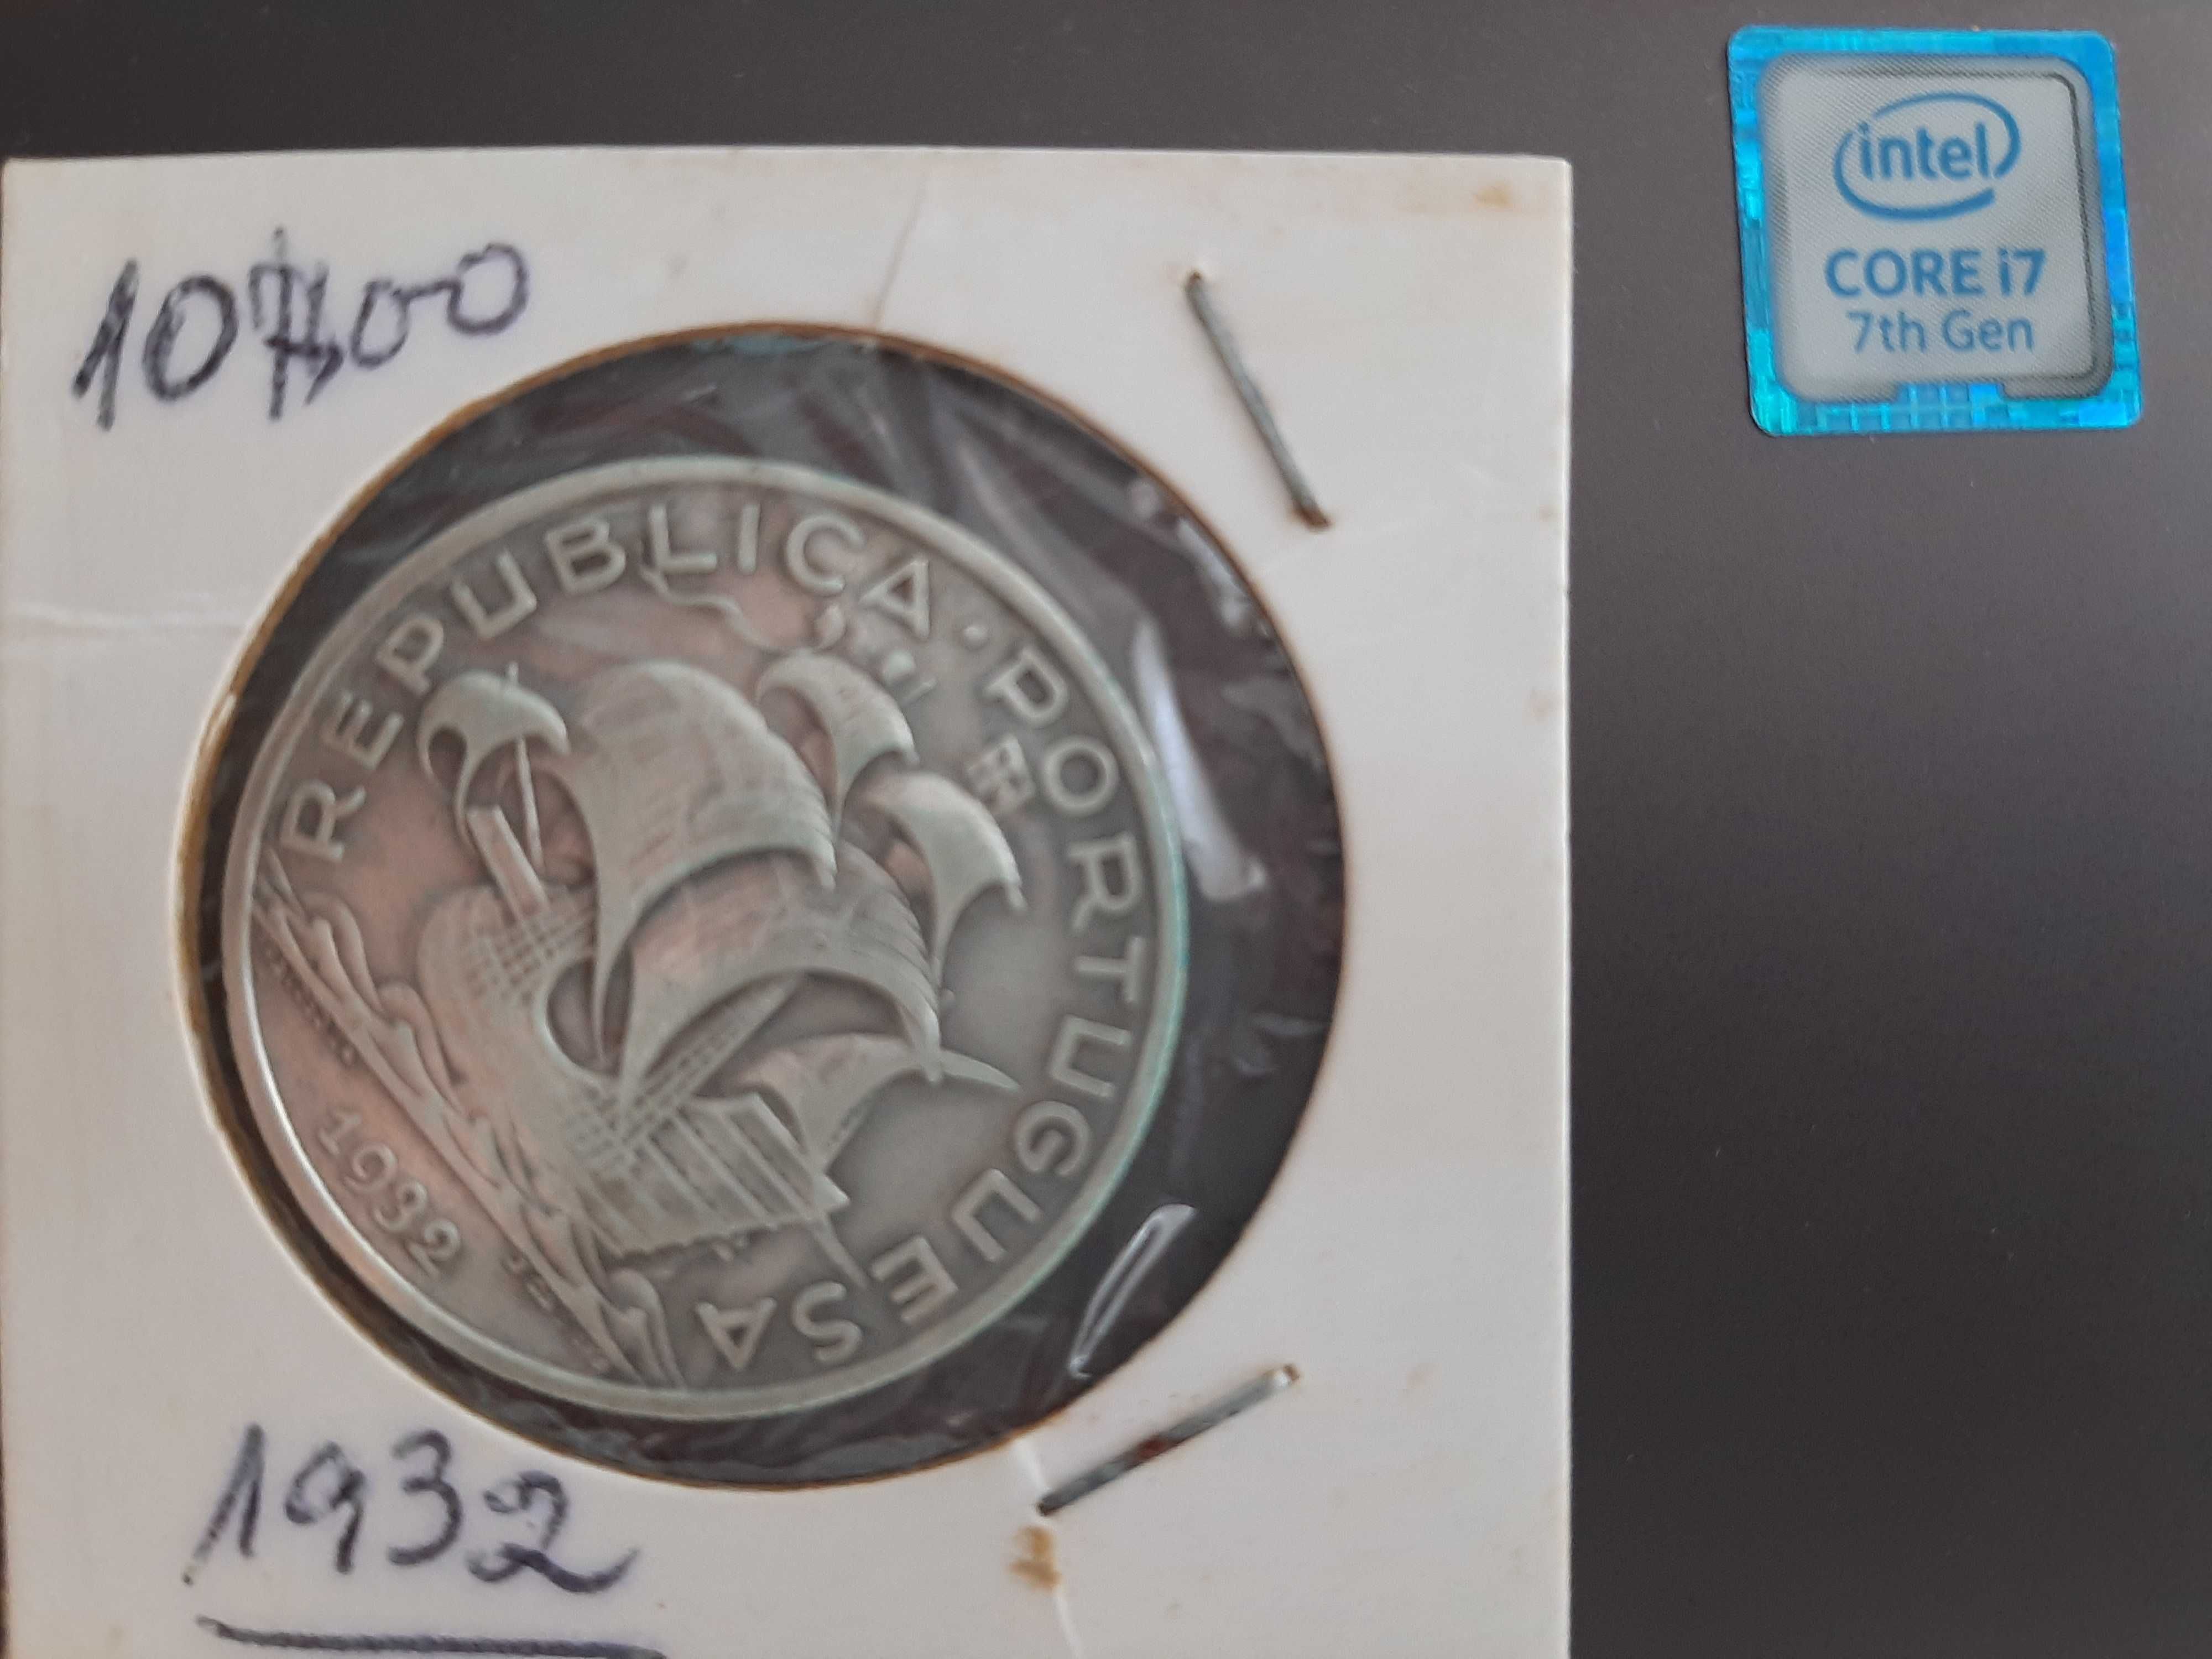 10$00
intel
CORE i7
7th Gen
REPUBLICA · PORTUGUESA
1932
1932